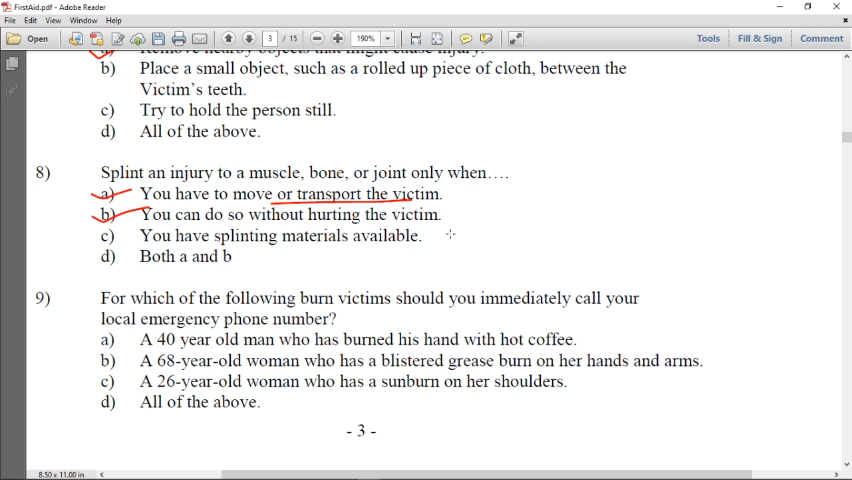 FirstAid.pdf - Adobe Reader
File Edit View Window Help
Open 3 / 15 190% Tools Fill & Sign Comment
a) Remove nearby objects that might cause injury.
b) Place a small object, such as a rolled up piece of cloth, between the
Victim's teeth.
c) Try to hold the person still.
d) All of the above.
8) Splint an injury to a muscle, bone, or joint only when….
a) You have to move or transport the victim.
b) You can do so without hurting the victim.
c) You have splinting materials available.
d) Both a and b
9) For which of the following burn victims should you immediately call your
local emergency phone number?
a) A 40 year old man who has burned his hand with hot coffee.
b) A 68-year-old woman who has a blistered grease burn on her hands and arms.
c) A 26-year-old woman who has a sunburn on her shoulders.
d) All of the above.
- 3 -
8.50 x 11.00 in